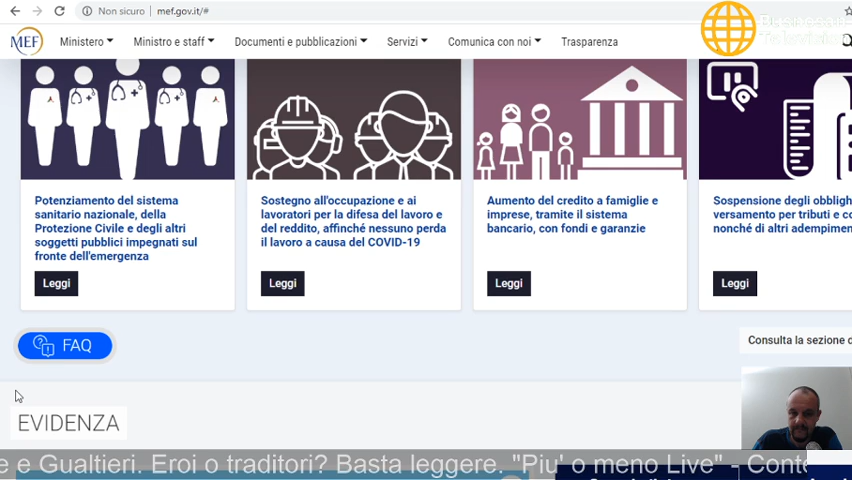 Non sicuro mef.gov.it/#
MEF
Ministero Ministro e staff Documenti e pubblicazioni Servizi Comunica con noi Trasparenza
Television
Potenziamento del sistema
sanitario nazionale, della
Protezione Civile e degli altri
soggetti pubblici impegnati sul
fronte dell'emergenza
Leggi
Sostegno all'occupazione e ai
lavoratori per la difesa del lavoro e
del reddito, affinché nessuno perda
il lavoro a causa del COVID-19
Leggi
Aumento del credito a famiglie e
imprese, tramite il sistema
bancario, con fondi e garanzie
Leggi
Sospensione degli obbligh
versamento per tributi e co
nonché di altri adempimen
Leggi
FAQ
Consulta la sezione d
EVIDENZA
e e Gualtieri. Eroi o traditori? Basta leggere. "Piu' o meno Live" - Conte